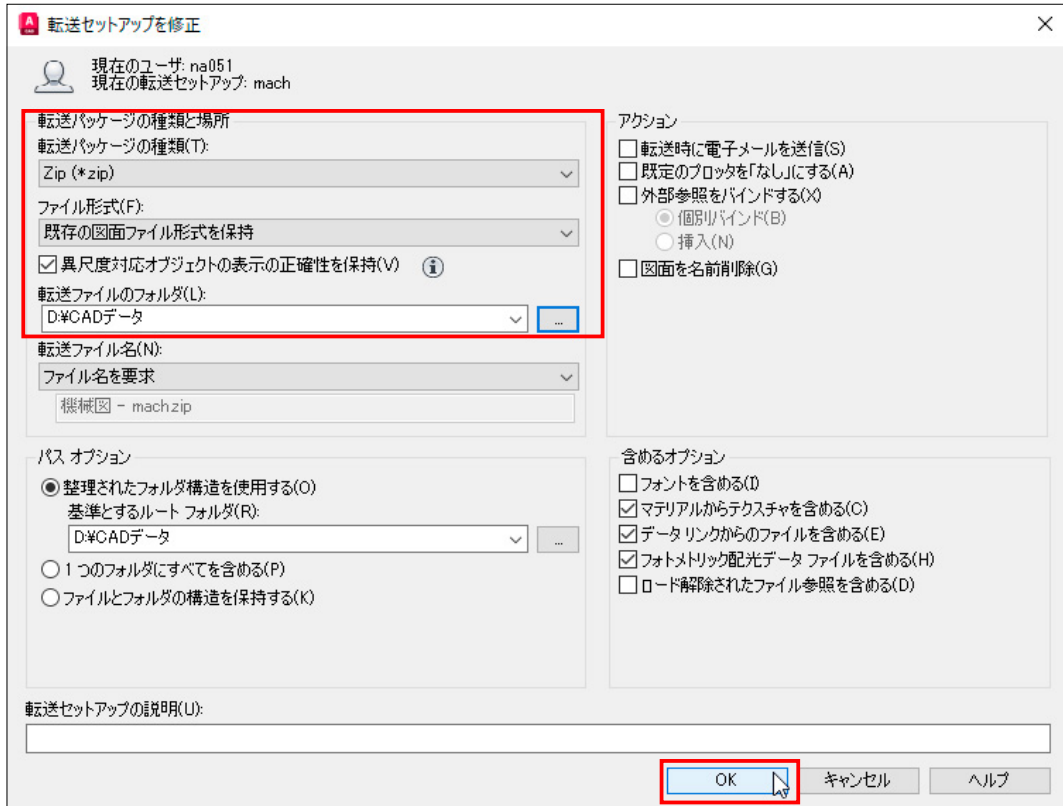 転送セットアップを修正
現在のユーザ: na051
現在の転送セットアップ: mach
転送パッケージの種類と場所
転送パッケージの種類(T):
Zip (*zip)
ファイル形式(F):
既存の図面ファイル形式を保持
異尺度対応オブジェクトの表示の正確性を保持(V)
転送ファイルのフォルダ(L):
D:¥CADデータ
...
転送ファイル名(N):
ファイル名を要求
機械図 - mach.zip
アクション
転送時に電子メールを送信(S)
既定のプロッタを「なし」にする(A)
外部参照をバインドする(X)
個別バインド(B)
挿入(N)
図面を名前削除(G)
パス オプション
整理されたフォルダ構造を使用する(O)
基準とするルート フォルダ(R):
D:¥CADデータ
...
1 つのフォルダにすべてを含める(P)
ファイルとフォルダの構造を保持する(K)
含めるオプション
フォントを含める(I)
マテリアルからテクスチャを含める(C)
データ リンクからのファイルを含める(E)
フォトメトリック配光データ ファイルを含める(H)
ロード解除されたファイル参照を含める(D)
転送セットアップの説明(U):
OK
キャンセル
ヘルプ